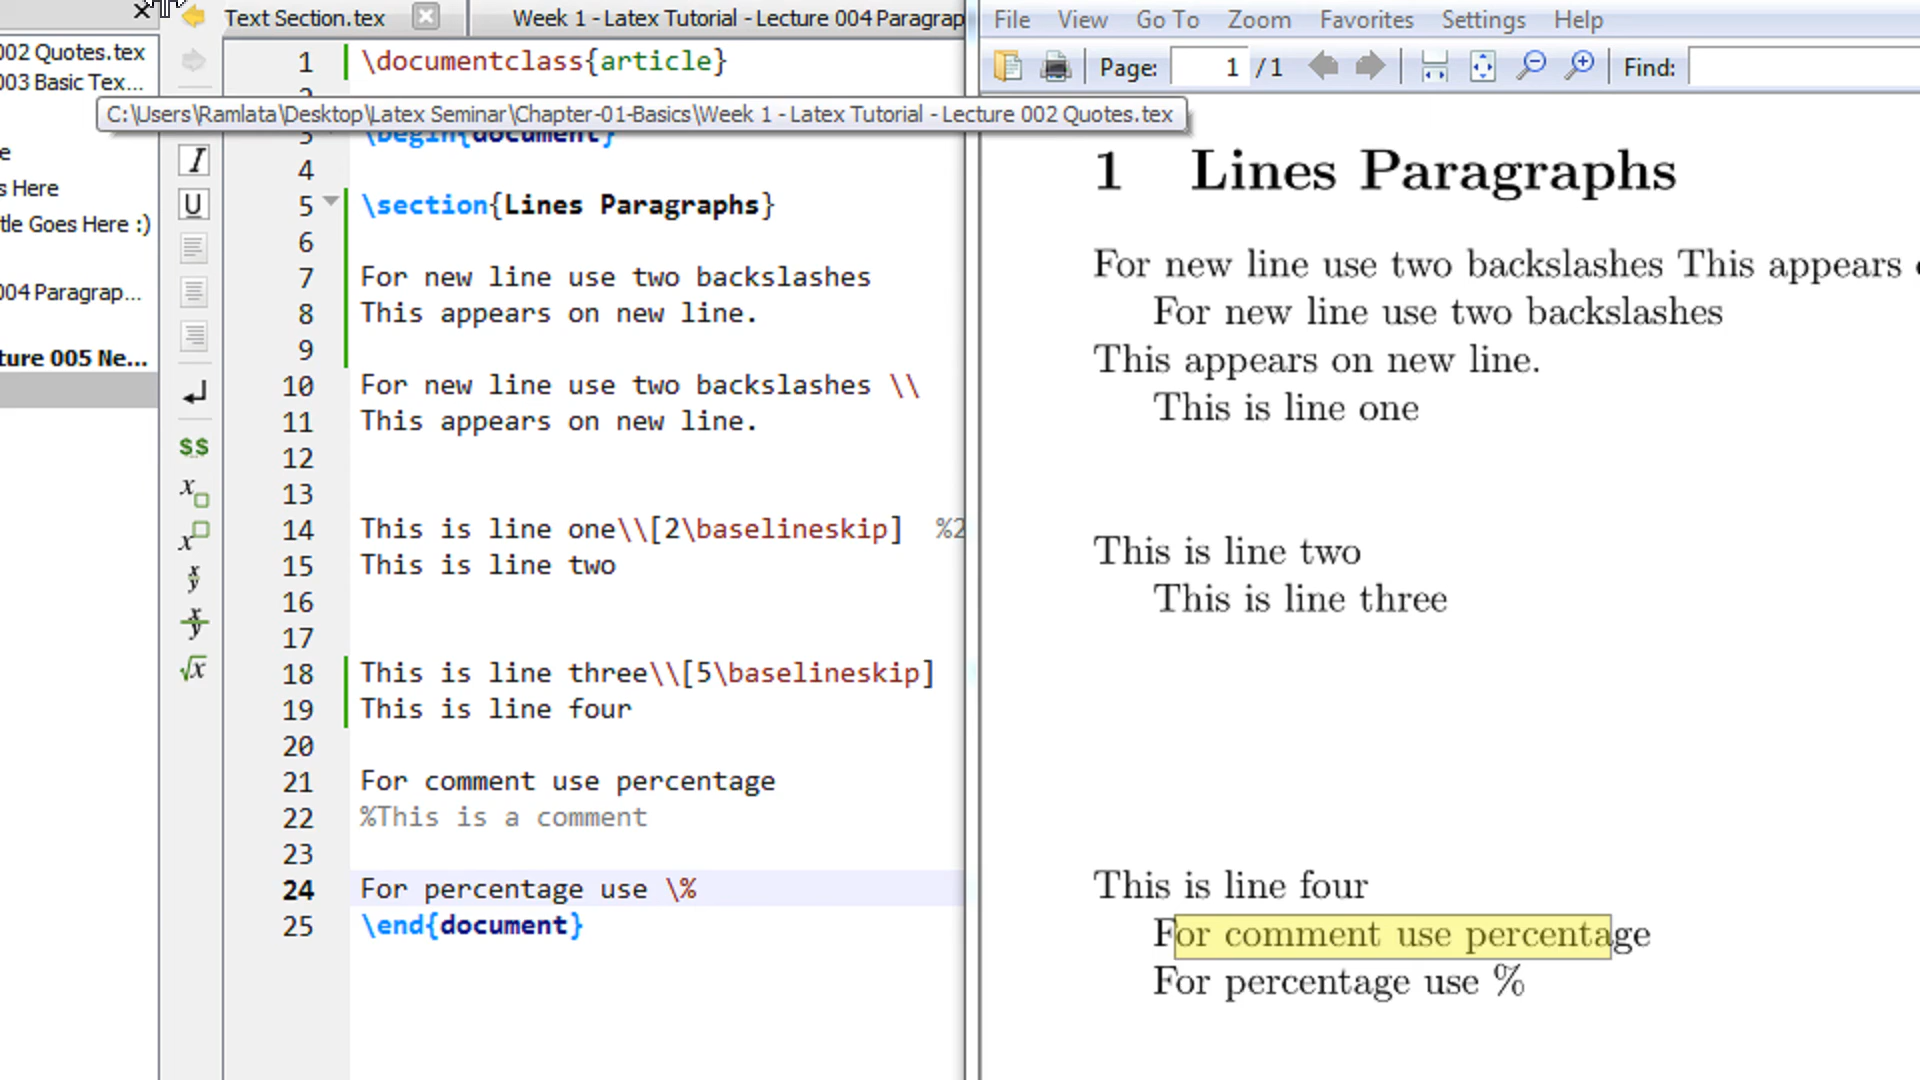 Text Section.tex
Week 1 - Latex Tutorial - Lecture 004 Paragrap
File View Go To Zoom Favorites Settings Help
Page: 1 / 1 Find:
002 Quotes.tex
003 Basic Tex...
s Here
tle Goes Here :)
004 Paragrap...
ture 005 Ne...
C:\Users\Ramlata\Desktop\Latex Seminar\Chapter-01-Basics\Week 1 - Latex Tutorial - Lecture 002 Quotes.tex
I
U
$$
x
x
x
y
x
y
√x
1 \documentclass{article}
3 \begin{document}
4
5 \section{Lines Paragraphs}
6
7 For new line use two backslashes
8 This appears on new line.
9
10 For new line use two backslashes \\
11 This appears on new line.
12
13
14 This is line one\\[2\baselineskip] %2
15 This is line two
16
17
18 This is line three\\[5\baselineskip]
19 This is line four
20
21 For comment use percentage
22 %This is a comment
23
24 For percentage use \%
25 \end{document}
1 Lines Paragraphs
For new line use two backslashes This appears
For new line use two backslashes
This appears on new line.
This is line one
This is line two
This is line three
This is line four
For comment use percentage
For percentage use %